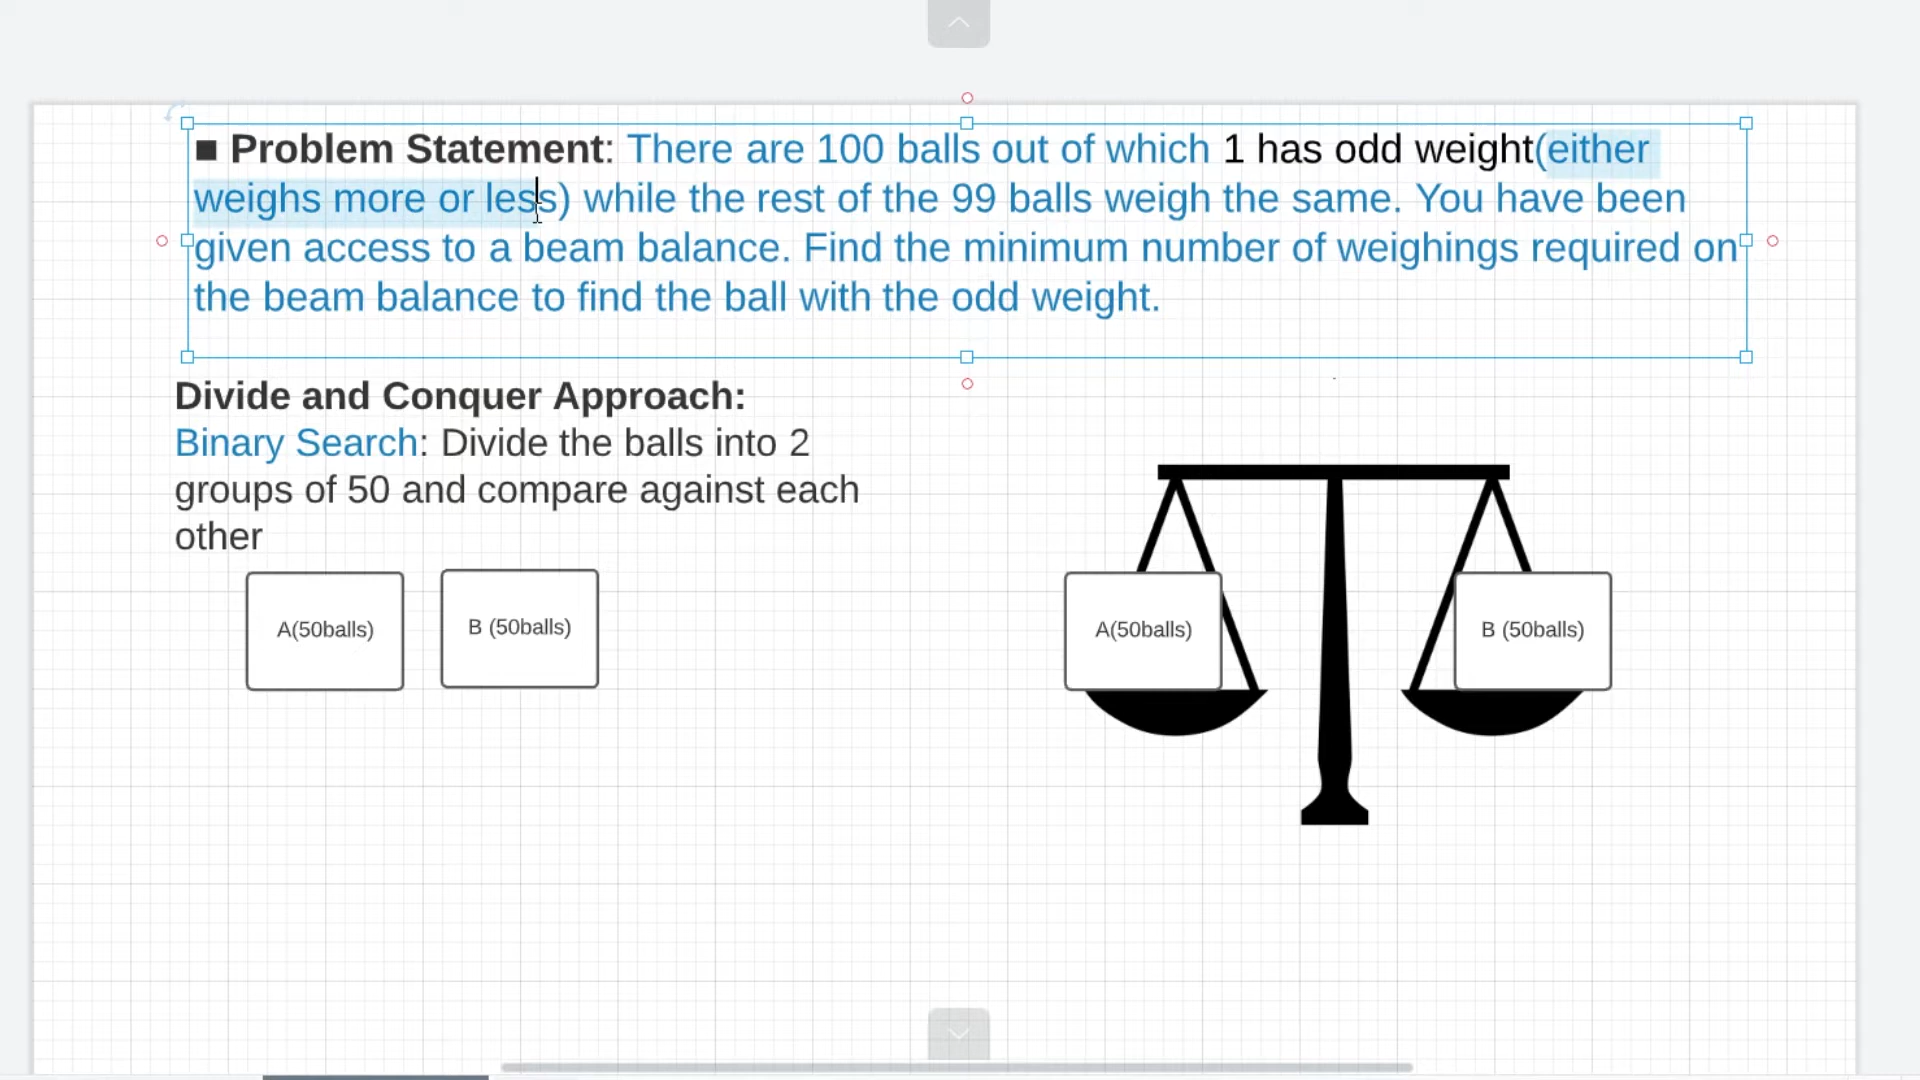 ■ Problem Statement: There are 100 balls out of which 1 has odd weight(either
weighs more or less) while the rest of the 99 balls weigh the same. You have been
given access to a beam balance. Find the minimum number of weighings required on
the beam balance to find the ball with the odd weight.
Divide and Conquer Approach:
Binary Search: Divide the balls into 2
groups of 50 and compare against each
other
A(50balls)
B (50balls)
A(50balls)
B (50balls)